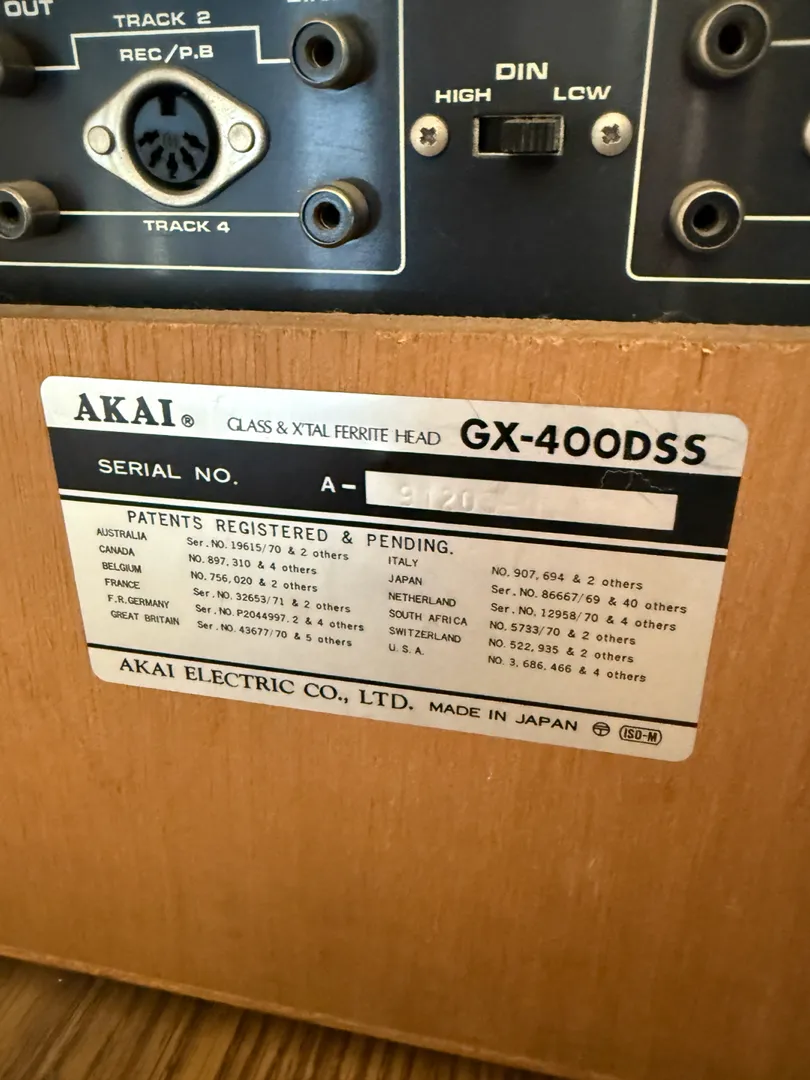 OUT
TRACK 2
REC/P.B
TRACK 4
DIN
HIGH LOW
AKAI® GLASS & X'TAL FERRITE HEAD GX-400DSS
SERIAL NO. A-
PATENTS REGISTERED & PENDING.
AUSTRALIA Ser. NO. 19615/70 & 2 others
CANADA NO. 897, 310 & 4 others
BELGIUM NO. 756, 020 & 2 others
FRANCE Ser. NO. 32653/71 & 2 others
F. R. GERMANY Ser. NO. P2044997. 2 & 4 others
GREAT BRITAIN Ser. NO. 43677/70 & 5 others
ITALY NO. 907, 694 & 2 others
JAPAN Ser. NO. 86667/69 & 40 others
NETHERLAND Ser. NO. 12958/70 & 4 others
SOUTH AFRICA NO. 5733/70 & 2 others
SWITZERLAND NO. 522, 935 & 2 others
U. S. A. NO. 3, 686, 466 & 4 others
AKAI ELECTRIC CO., LTD. MADE IN JAPAN ISO-M